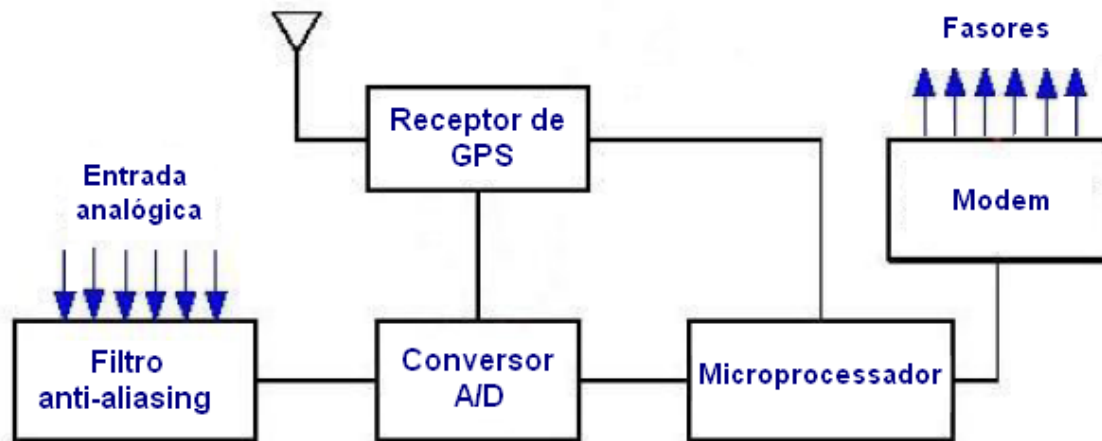 Fasores
Receptor de
GPS
Entrada
analógica
Modem
Filtro
anti-aliasing
Conversor
A/D
Microprocessador